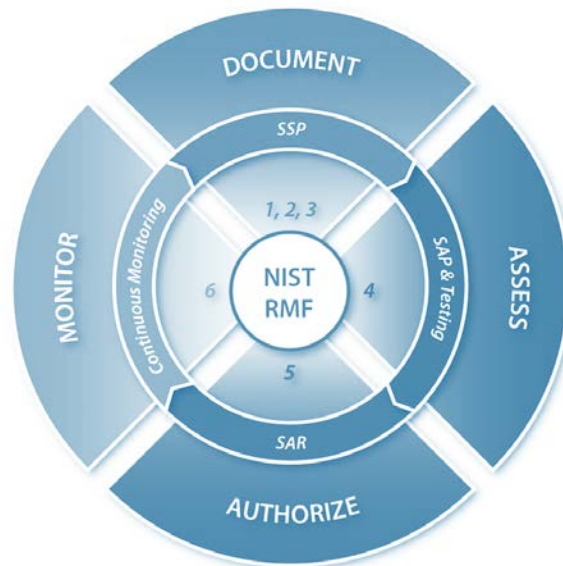 DOCUMENT
SSP
1, 2, 3
MONITOR
Continuous Monitoring
6
NIST
RMF
4
SAP & Testing
ASSESS
5
SAR
AUTHORIZE